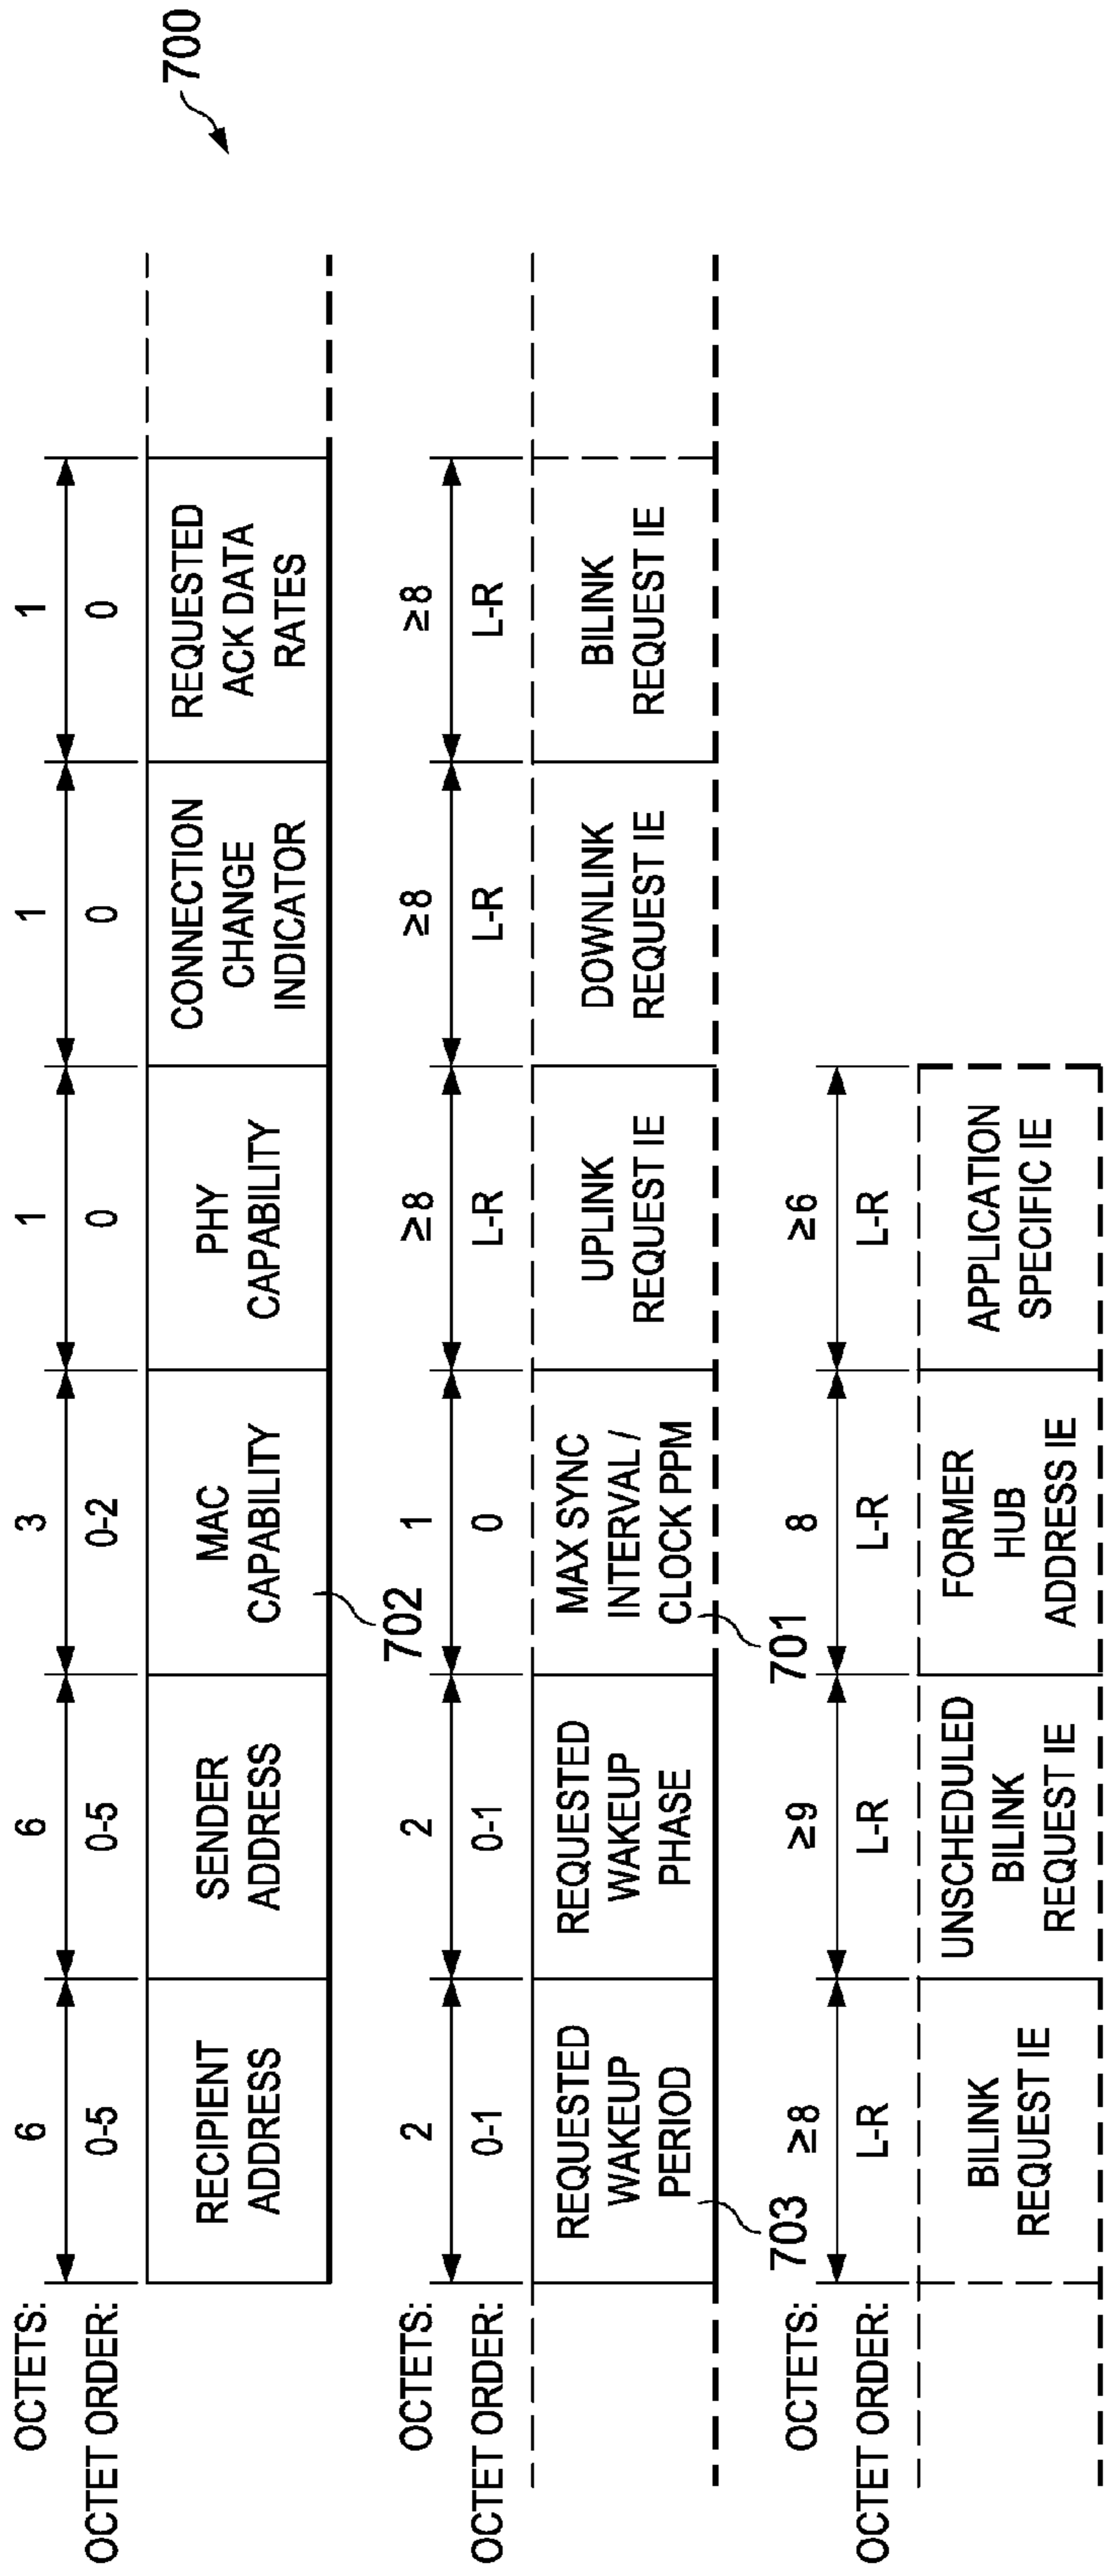 700
OCTETS: 6 6 3 1 1 1
OCTET ORDER: 0-5 0-5 0-2 0 0 0
RECIPIENT SENDER MAC PHY CONNECTION REQUESTED
ADDRESS ADDRESS CAPABILITY CAPABILITY CHANGE ACK DATA
INDICATOR RATES
702
OCTETS: 2 2 1 ≥8 ≥8 ≥8
OCTET ORDER: 0-1 0-1 0 L-R L-R L-R
REQUESTED REQUESTED MAX SYNC UPLINK DOWNLINK BILINK
WAKEUP WAKEUP INTERVAL / REQUEST IE REQUEST IE REQUEST IE
PERIOD PHASE CLOCK PPM
703 701
OCTETS: ≥8 ≥9 8 ≥6
OCTET ORDER: L-R L-R L-R L-R
BILINK UNSCHEDULED FORMER APPLICATION
REQUEST IE BILINK HUB SPECIFIC IE
REQUEST IE ADDRESS IE